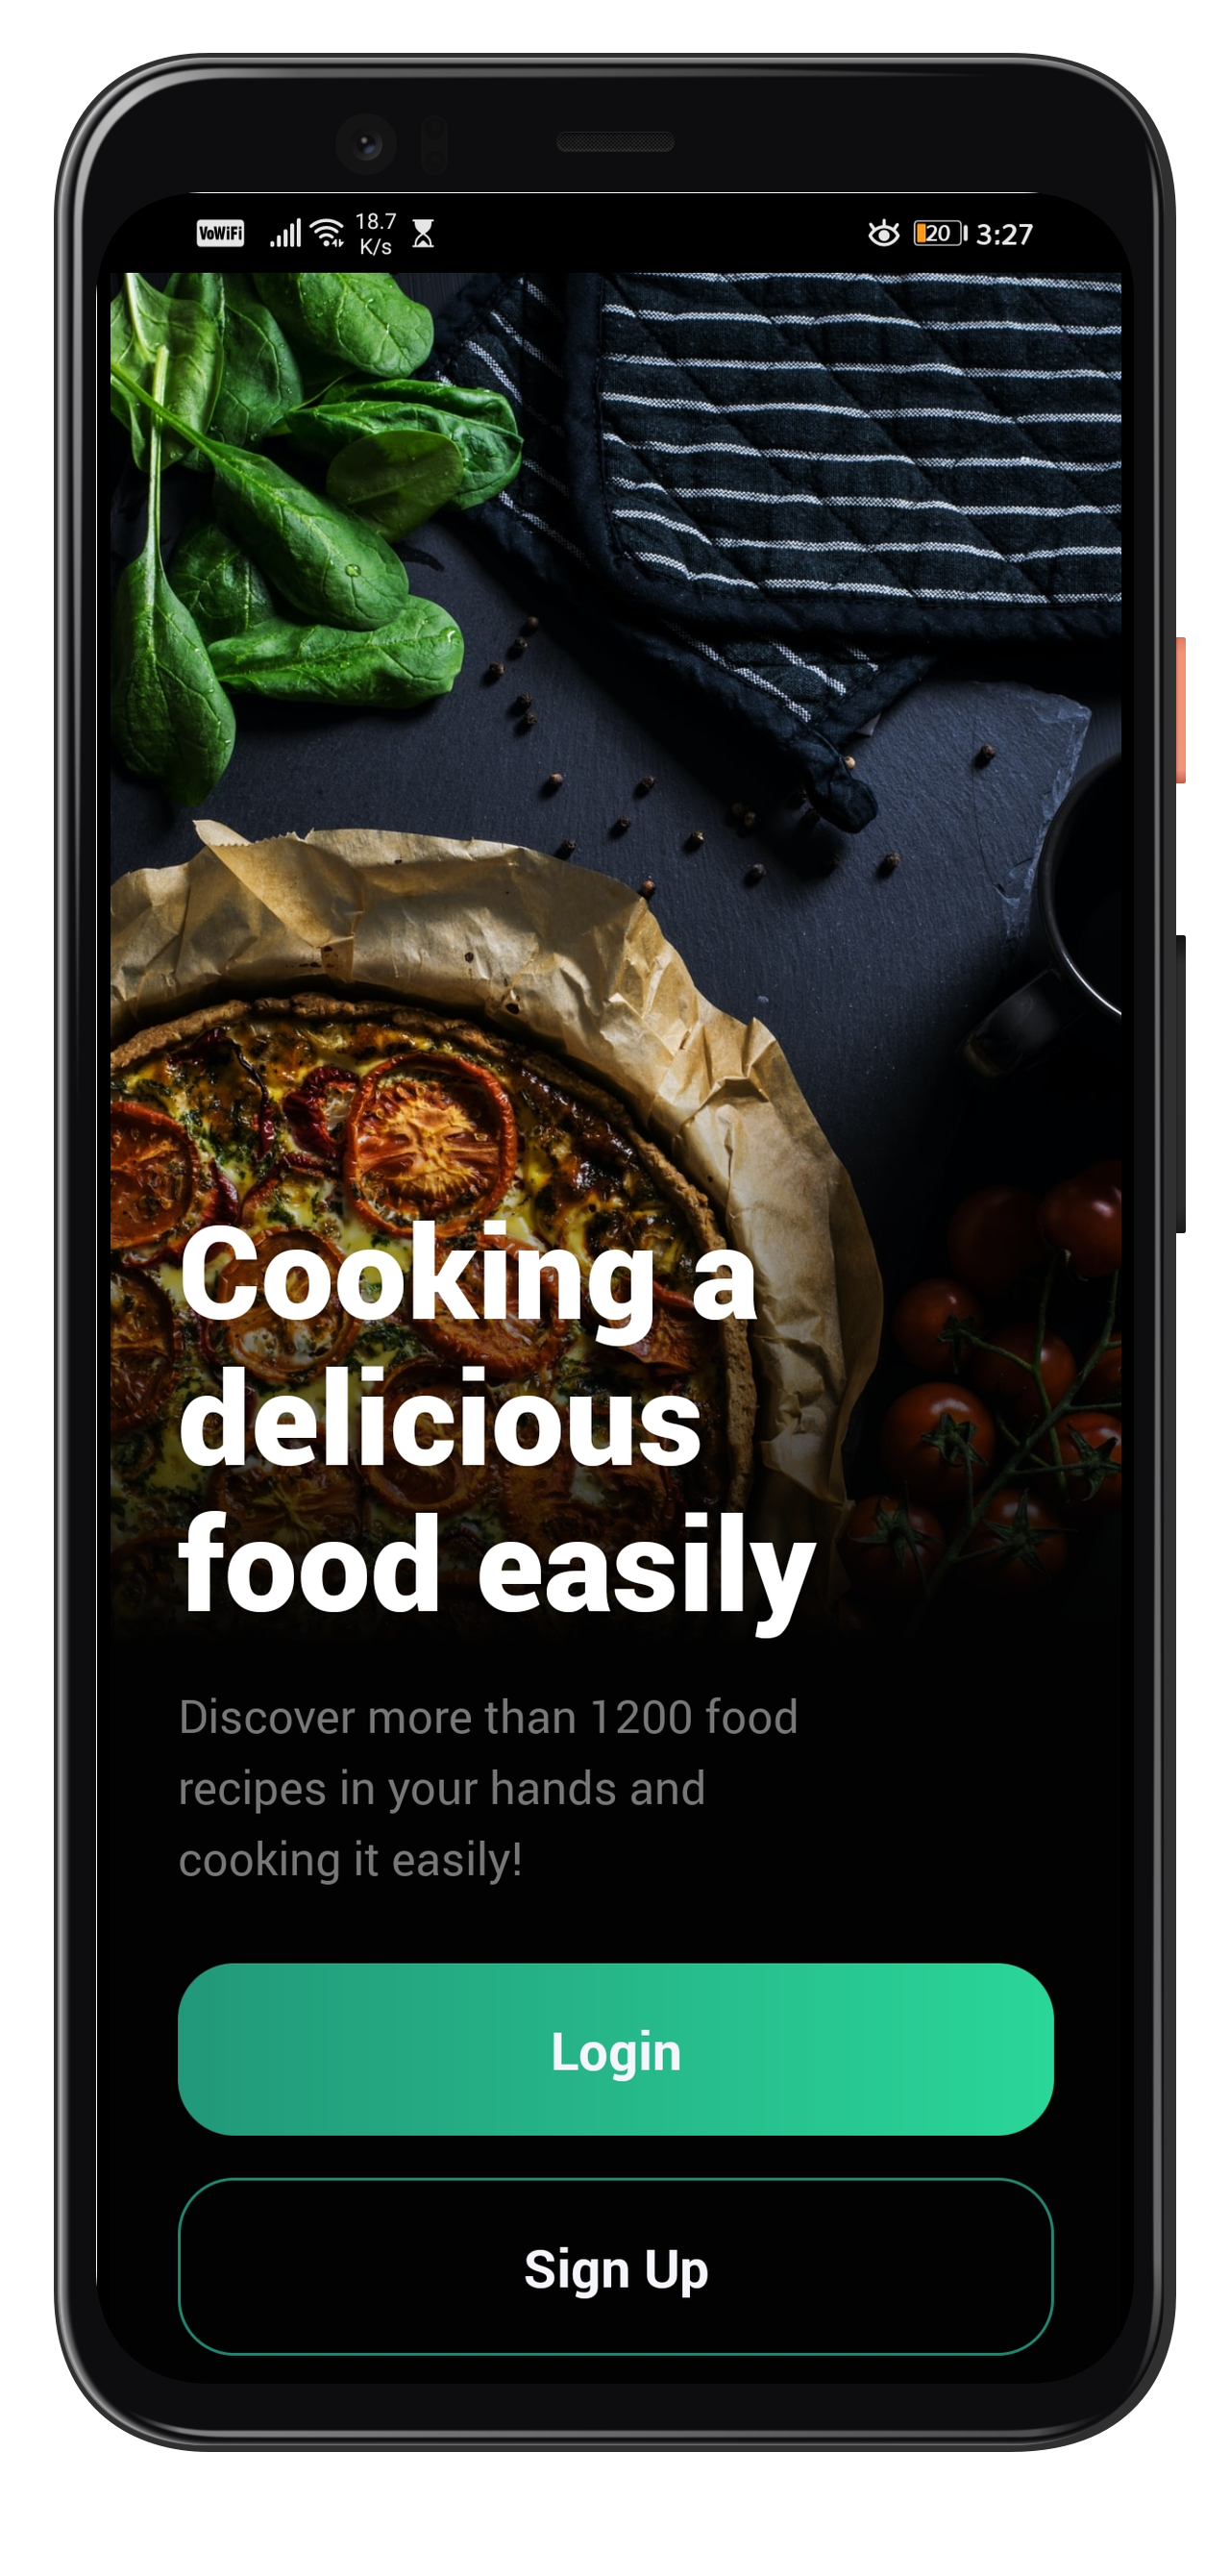 VoWiFi 18.7 K/s 20 3:27
Cooking a
delicious
food easily
Discover more than 1200 food
recipes in your hands and
cooking it easily!
Login
Sign Up